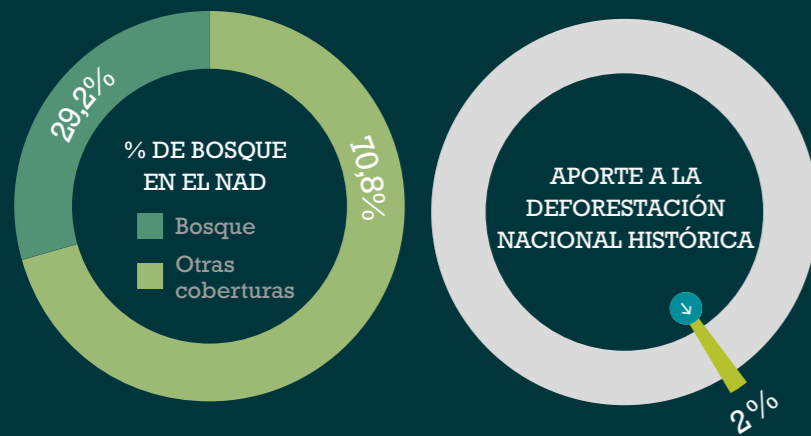 29,2%
70,8%
% DE BOSQUE
EN EL NAD
Bosque
Otras
coberturas
APORTE A LA
DEFORESTACIÓN
NACIONAL HISTÓRICA
2%